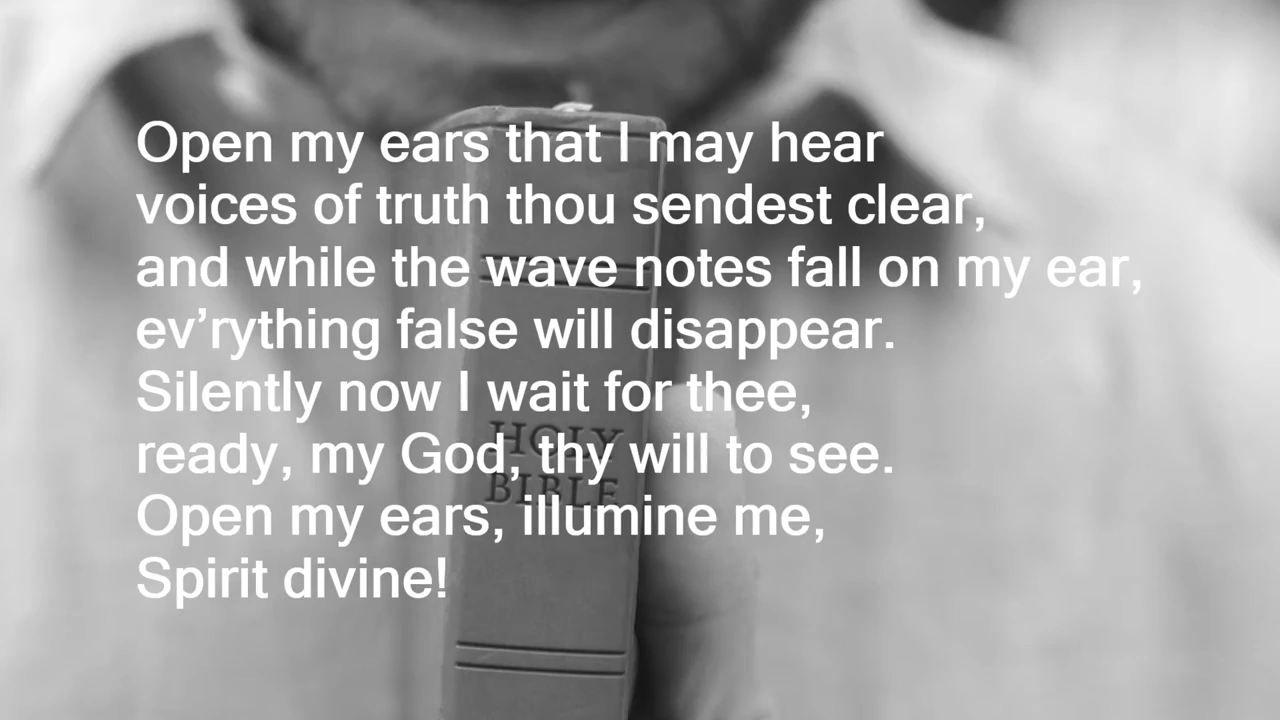 Open my ears that I may hear
voices of truth thou sendest clear,
and while the wave notes fall on my ear,
ev’rything false will disappear.
Silently now I wait for thee,
ready, my God, thy will to see.
Open my ears, illumine me,
Spirit divine!
HOLY
BIBLE